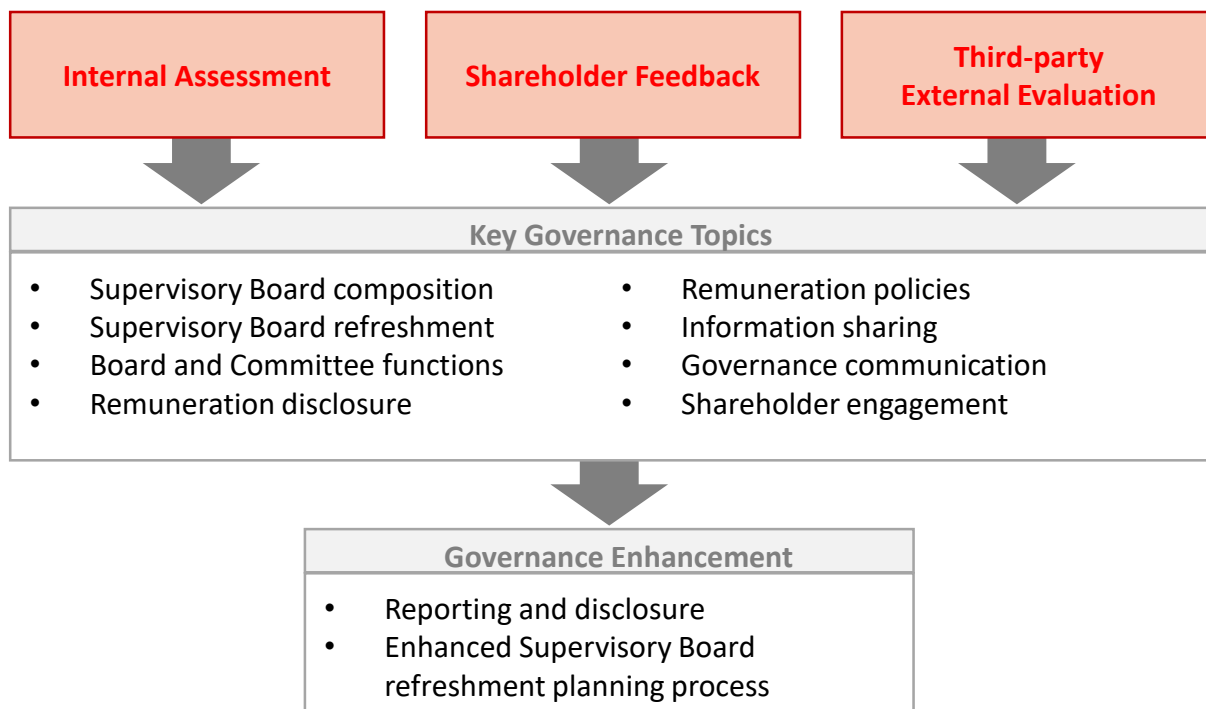 Internal Assessment
Shareholder Feedback
Third-party
External Evaluation
Key Governance Topics
• Supervisory Board composition
• Supervisory Board refreshment
• Board and Committee functions
• Remuneration disclosure
• Remuneration policies
• Information sharing
• Governance communication
• Shareholder engagement
Governance Enhancement
• Reporting and disclosure
• Enhanced Supervisory Board
refreshment planning process